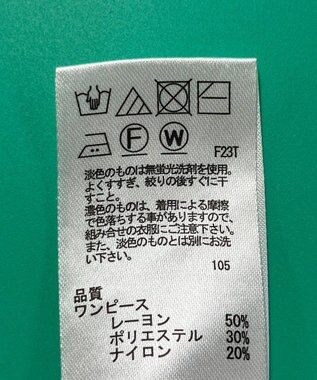 F W F23T
淡色のものは無蛍光洗剤を使用。
よくすすぎ、絞りの後すぐに干
すこと。
濃色のものは、着用による摩擦
で色落ちする事がありますので、
組み合せの衣服にご注意下さい。
また、淡色のものとは別にお洗
い下さい。
105
品質
ワンピース
レーヨン 50%
ポリエステル 30%
ナイロン 20%